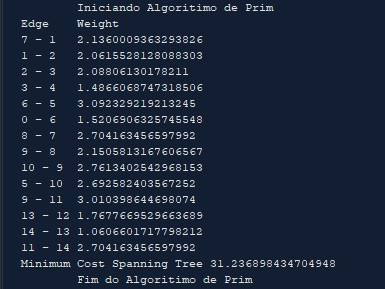 Iniciando Algoritimo de Prim
Edge Weight
7 - 1 2.1360009363293826
1 - 2 2.0615528128088303
2 - 3 2.08806130178211
3 - 4 1.4866068747318506
6 - 5 3.092329219213245
0 - 6 1.5206906325745548
8 - 7 2.704163456597992
9 - 8 2.1505813167606567
10 - 9 2.7613402542968153
5 - 10 2.692582403567252
9 - 11 3.010398644698074
13 - 12 1.7677669529663689
14 - 13 1.0606601717798212
11 - 14 2.704163456597992
Minimum Cost Spanning Tree 31.236898434704948
Fim do Algoritimo de Prim